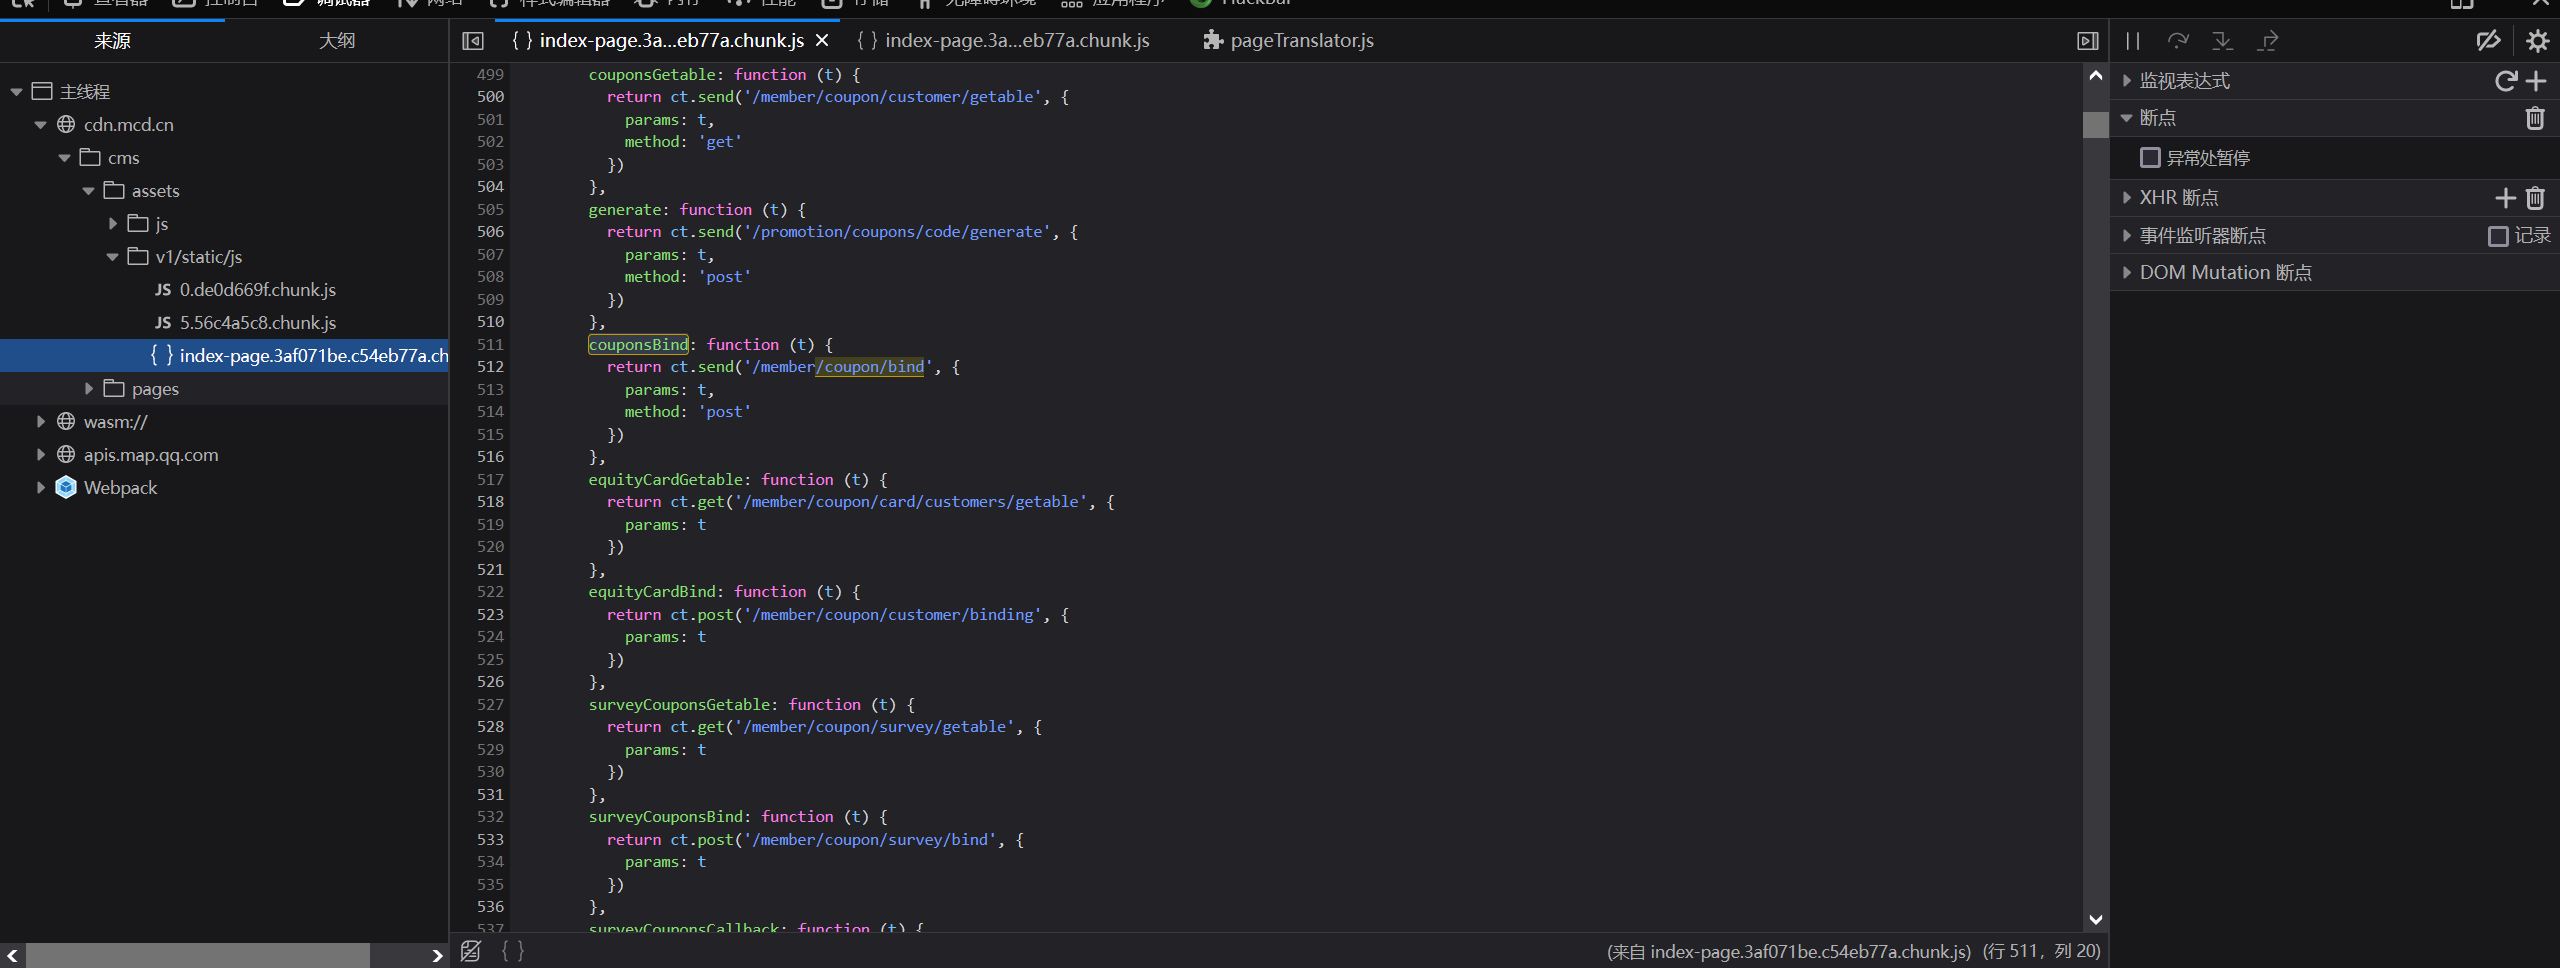 查看器 控制台 调试器 网络 样式编辑器 内存 性能 存储 无障碍环境 应用程序 HackBar
来源 大纲
主线程
cdn.mcd.cn
cms
assets
js
v1/static/js
JS 0.de0d669f.chunk.js
JS 5.56c4a5c8.chunk.js
{ } index-page.3af071be.c54eb77a.ch
pages
wasm://
apis.map.qq.com
Webpack
{ } index-page.3a...eb77a.chunk.js { } index-page.3a...eb77a.chunk.js pageTranslator.js
499 couponsGetable: function (t) {
500 return ct.send('/member/coupon/customer/getable', {
501 params: t,
502 method: 'get'
503 })
504 },
505 generate: function (t) {
506 return ct.send('/promotion/coupons/code/generate', {
507 params: t,
508 method: 'post'
509 })
510 },
511 couponsBind: function (t) {
512 return ct.send('/member/coupon/bind', {
513 params: t,
514 method: 'post'
515 })
516 },
517 equityCardGetable: function (t) {
518 return ct.get('/member/coupon/card/customers/getable', {
519 params: t
520 })
521 },
522 equityCardBind: function (t) {
523 return ct.post('/member/coupon/customer/binding', {
524 params: t
525 })
526 },
527 surveyCouponsGetable: function (t) {
528 return ct.get('/member/coupon/survey/getable', {
529 params: t
530 })
531 },
532 surveyCouponsBind: function (t) {
533 return ct.post('/member/coupon/survey/bind', {
534 params: t
535 })
536 },
537 surveyCouponsCallback: function (t) {
{ } (来自 index-page.3af071be.c54eb77a.chunk.js) (行 511，列 20)
监视表达式
断点
异常处暂停
XHR 断点
事件监听器断点 记录
DOM Mutation 断点